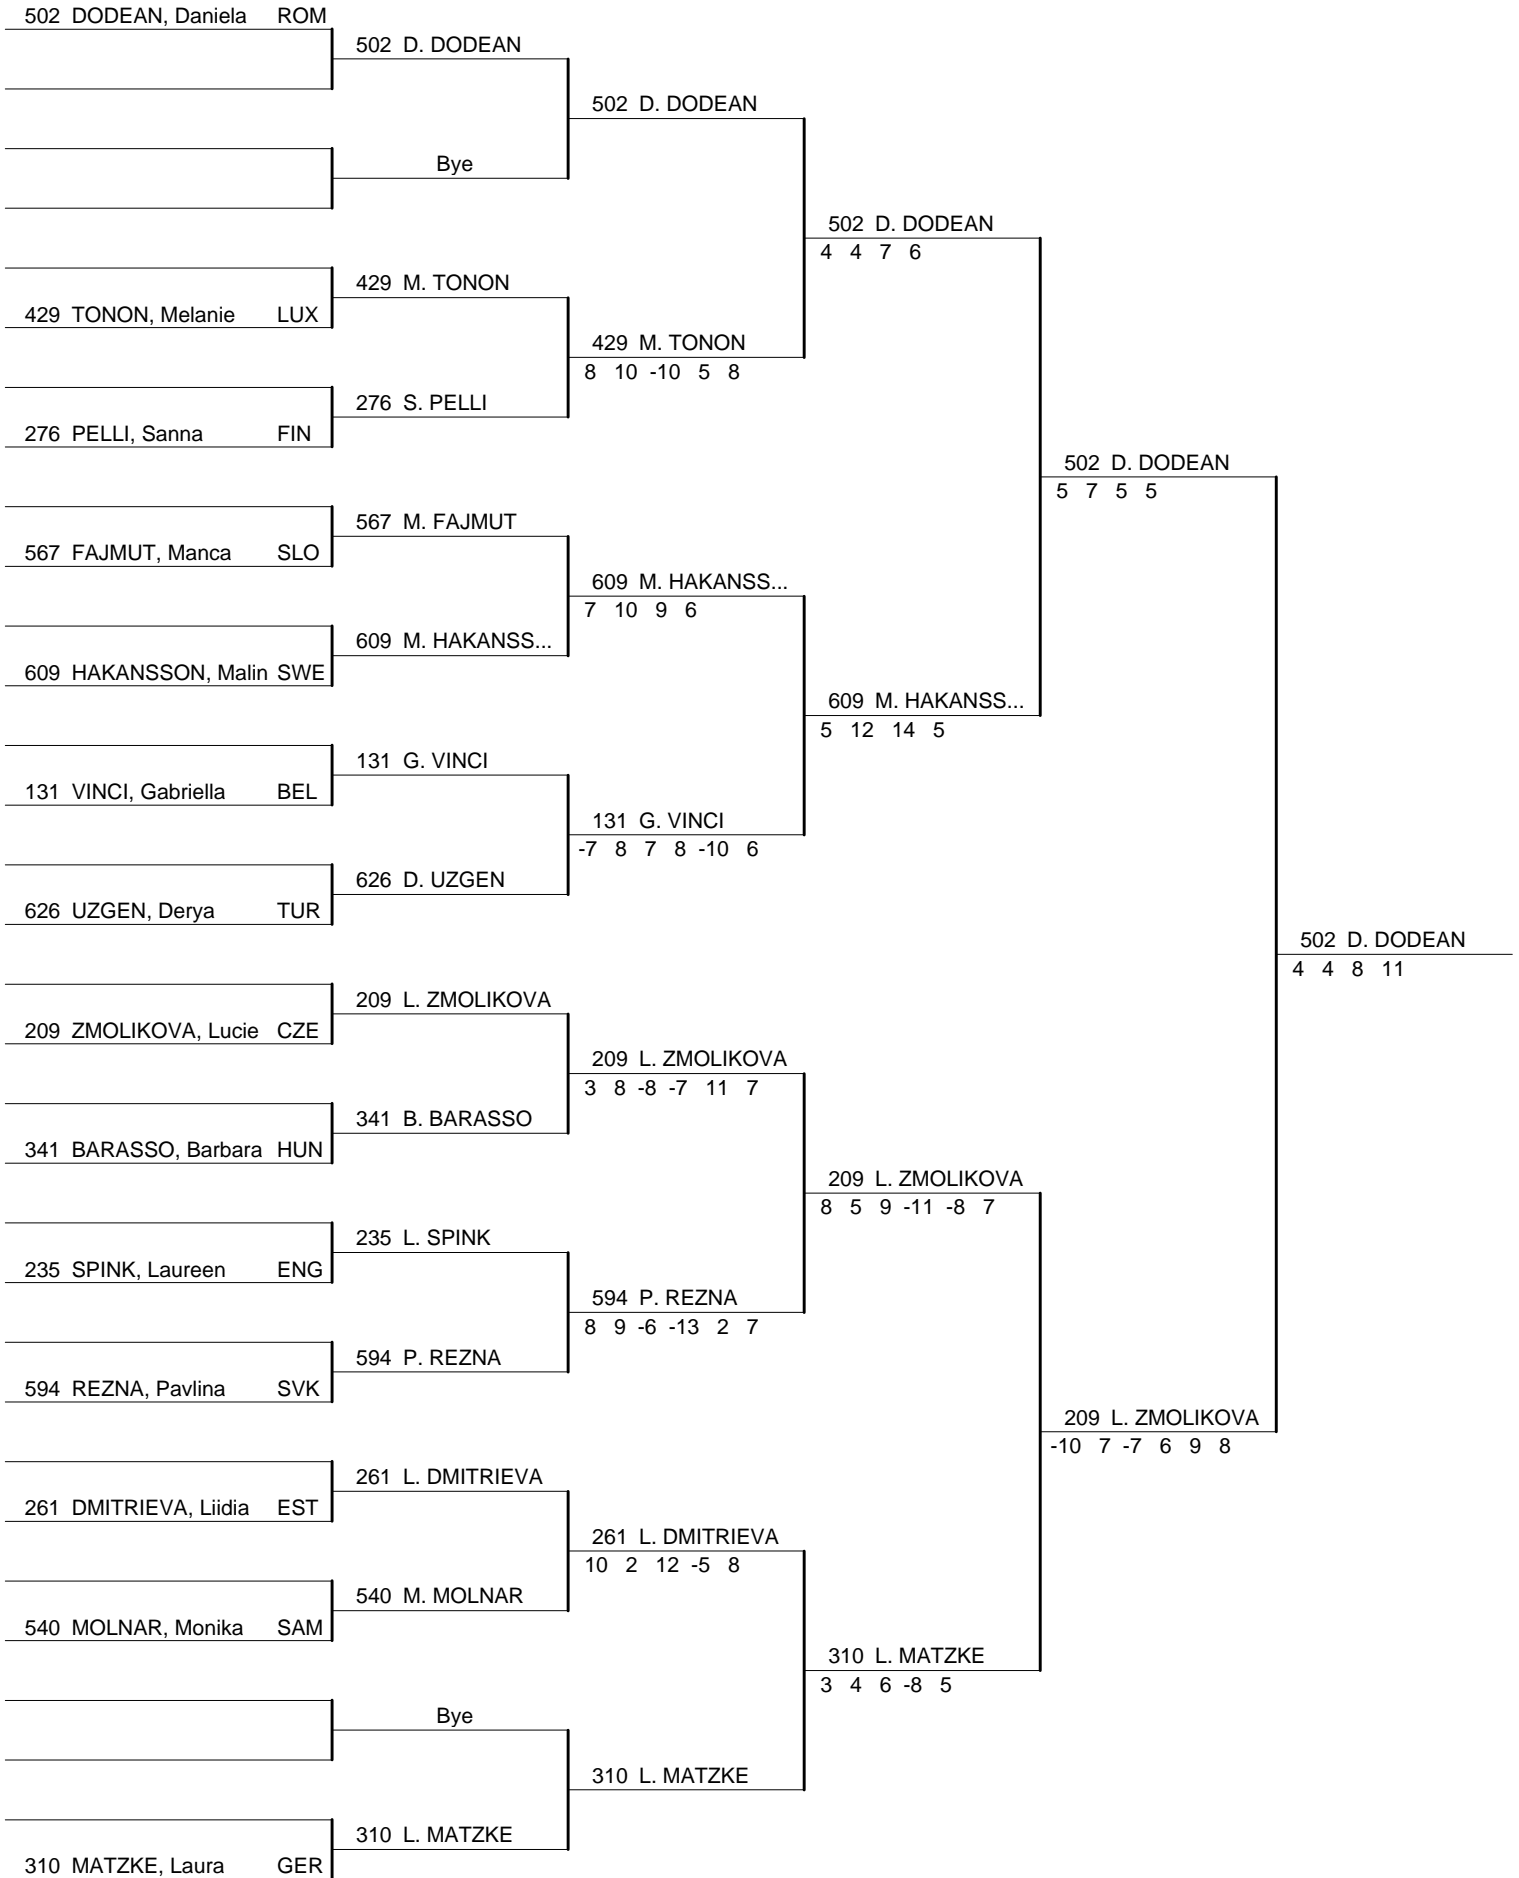 502 DODEAN, Daniela ROM
502 D. DODEAN
502 D. DODEAN
Bye
502 D. DODEAN
4 4 7 6
429 M. TONON
429 TONON, Melanie LUX
429 M. TONON
8 10 -10 5 8
276 S. PELLI
276 PELLI, Sanna FIN
502 D. DODEAN
5 7 5 5
567 M. FAJMUT
567 FAJMUT, Manca SLO
609 M. HAKANSS...
7 10 9 6
609 M. HAKANSS...
609 HAKANSSON, Malin SWE
609 M. HAKANSS...
5 12 14 5
131 G. VINCI
131 VINCI, Gabriella BEL
131 G. VINCI
-7 8 7 8 -10 6
626 D. UZGEN
626 UZGEN, Derya TUR
502 D. DODEAN
4 4 8 11
209 L. ZMOLIKOVA
209 ZMOLIKOVA, Lucie CZE
209 L. ZMOLIKOVA
3 8 -8 -7 11 7
341 B. BARASSO
341 BARASSO, Barbara HUN
209 L. ZMOLIKOVA
8 5 9 -11 -8 7
235 L. SPINK
235 SPINK, Laureen ENG
594 P. REZNA
8 9 -6 -13 2 7
594 P. REZNA
594 REZNA, Pavlina SVK
209 L. ZMOLIKOVA
-10 7 -7 6 9 8
261 L. DMITRIEVA
261 DMITRIEVA, Liidia EST
261 L. DMITRIEVA
10 2 12 -5 8
540 M. MOLNAR
540 MOLNAR, Monika SAM
310 L. MATZKE
3 4 6 -8 5
Bye
310 L. MATZKE
310 L. MATZKE
310 MATZKE, Laura GER